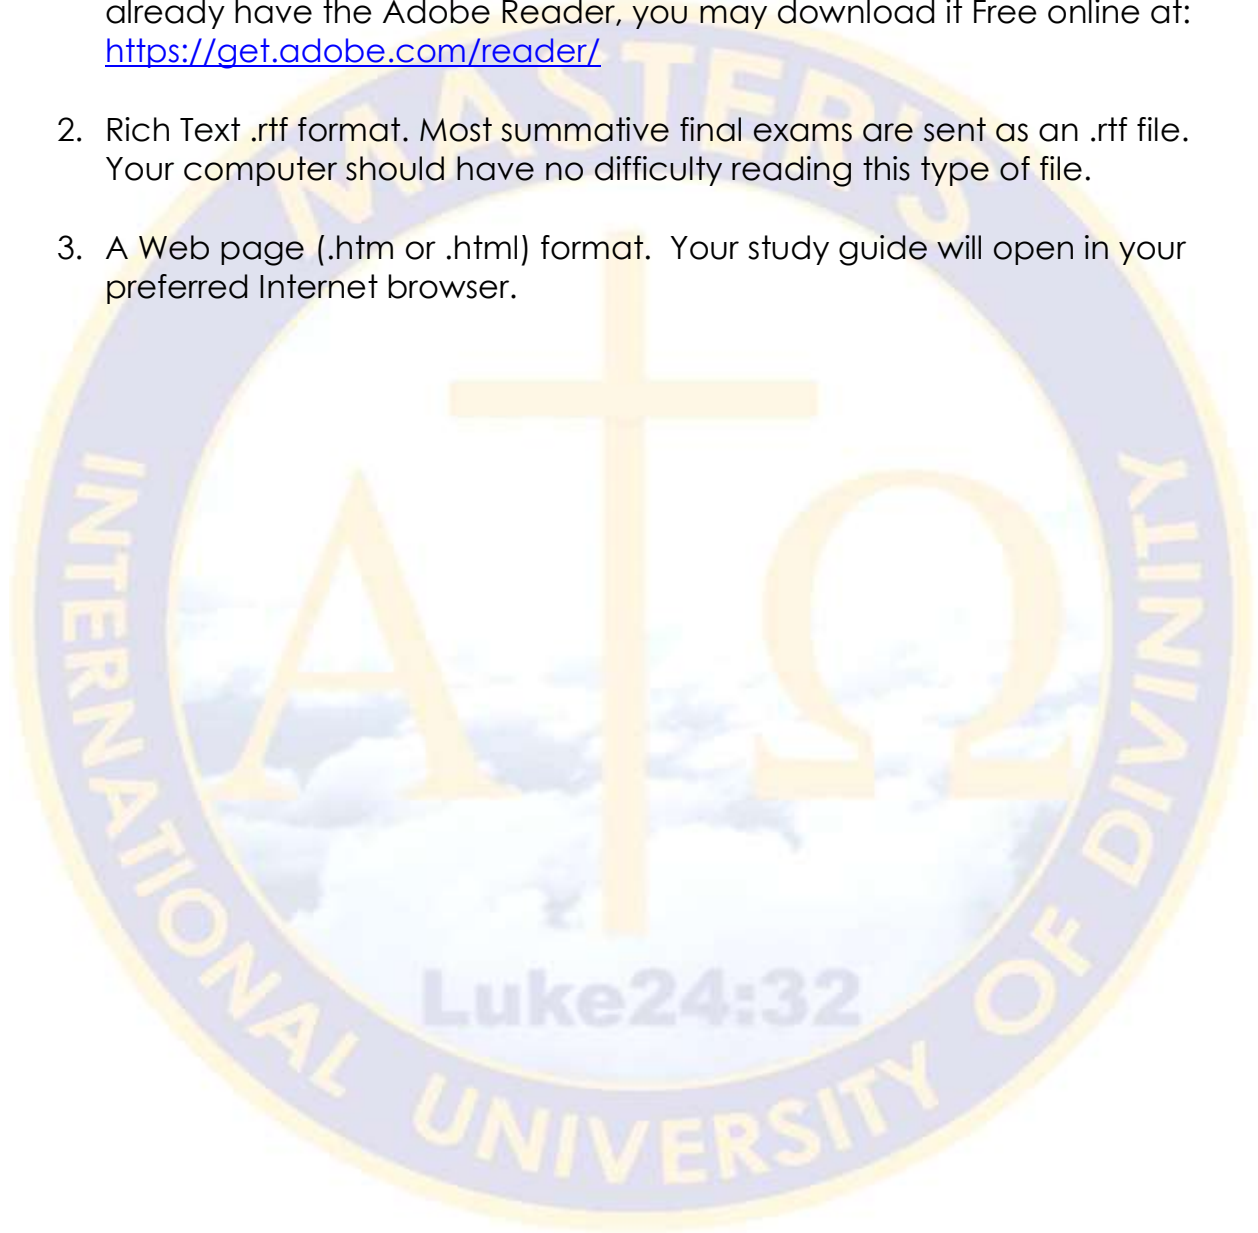 already have the Adobe Reader, you may download it Free online at:
https://get.adobe.com/reader/
2. Rich Text .rtf format. Most summative final exams are sent as an .rtf file.
Your computer should have no difficulty reading this type of file.
3. A Web page (.htm or .html) format.  Your study guide will open in your
preferred Internet browser.
MASTER'S
INTERNATIONAL UNIVERSITY OF DIVINITY
Α Ω
Luke24:32